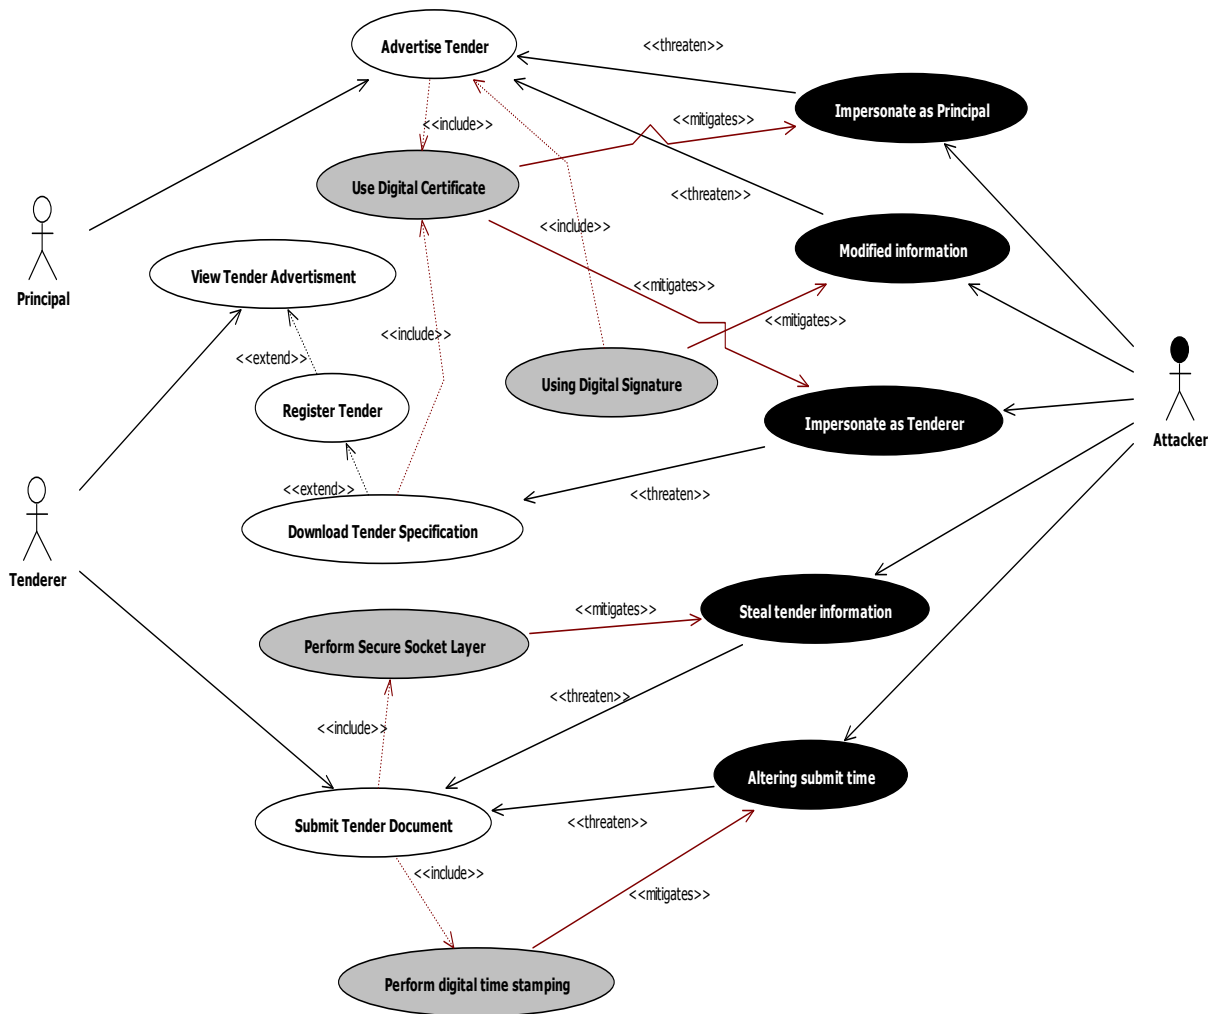 Advertise Tender
<<threaten>>
Impersonate as Principal
<<mitigates>>
<<include>>
Use Digital Certificate
<<threaten>>
<<include>>
Modified information
View Tender Advertisment
Principal
<<mitigates>>
<<mitigates>>
<<include>>
<<extend>>
Using Digital Signature
Register Tender
Impersonate as Tenderer
Attacker
<<extend>>
<<threaten>>
Download Tender Specification
Tenderer
<<mitigates>>
Steal tender information
Perform Secure Socket Layer
<<threaten>>
<<include>>
Altering submit time
Submit Tender Document
<<threaten>>
<<include>>
<<mitigates>>
Perform digital time stamping